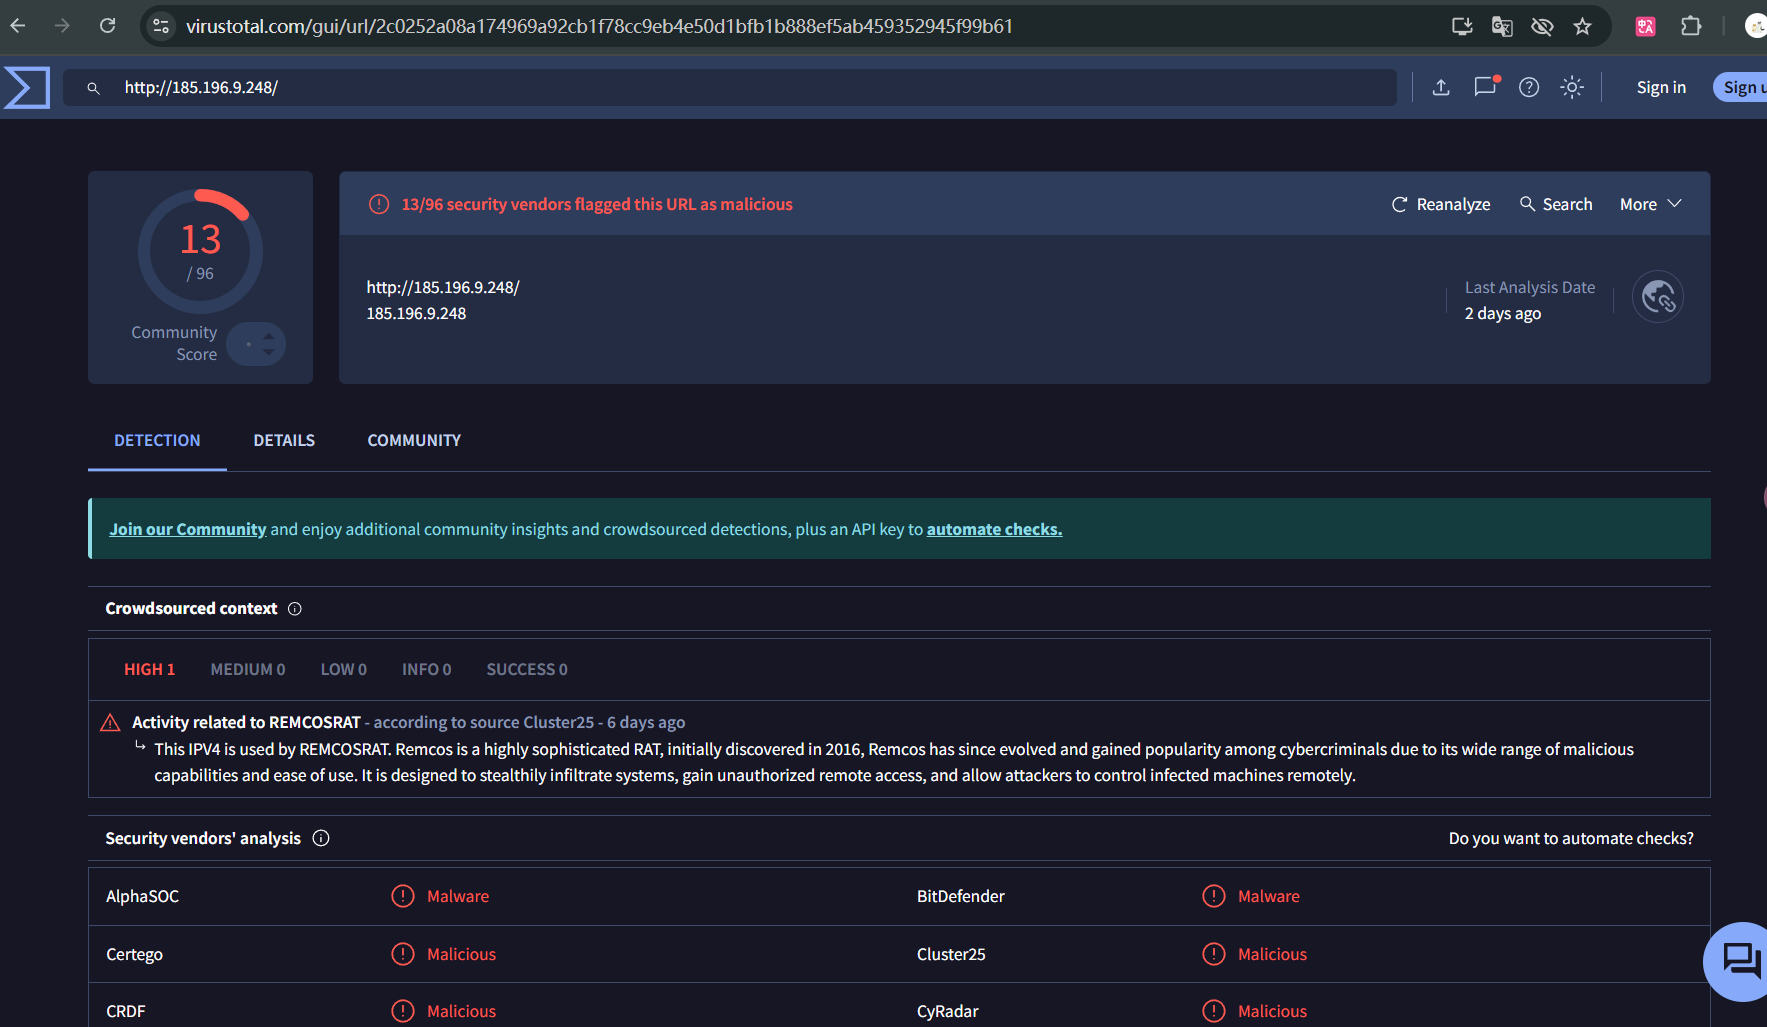 virustotal.com/gui/url/2c0252a08a174969a92cb1f78cc9eb4e50d1bfb1b888ef5ab459352945f99b61
http://185.196.9.248/
Sign in
Sign u
13
/ 96
Community
Score
13/96 security vendors flagged this URL as malicious
Reanalyze
Search
More
http://185.196.9.248/
185.196.9.248
Last Analysis Date
2 days ago
DETECTION
DETAILS
COMMUNITY
Join our Community and enjoy additional community insights and crowdsourced detections, plus an API key to automate checks.
Crowdsourced context
HIGH 1
MEDIUM 0
LOW 0
INFO 0
SUCCESS 0
Activity related to REMCOSRAT - according to source Cluster25 - 6 days ago
This IPV4 is used by REMCOSRAT. Remcos is a highly sophisticated RAT, initially discovered in 2016, Remcos has since evolved and gained popularity among cybercriminals due to its wide range of malicious
capabilities and ease of use. It is designed to stealthily infiltrate systems, gain unauthorized remote access, and allow attackers to control infected machines remotely.
Security vendors' analysis
Do you want to automate checks?
AlphaSOC
Malware
BitDefender
Malware
Certego
Malicious
Cluster25
Malicious
CRDF
Malicious
CyRadar
Malicious